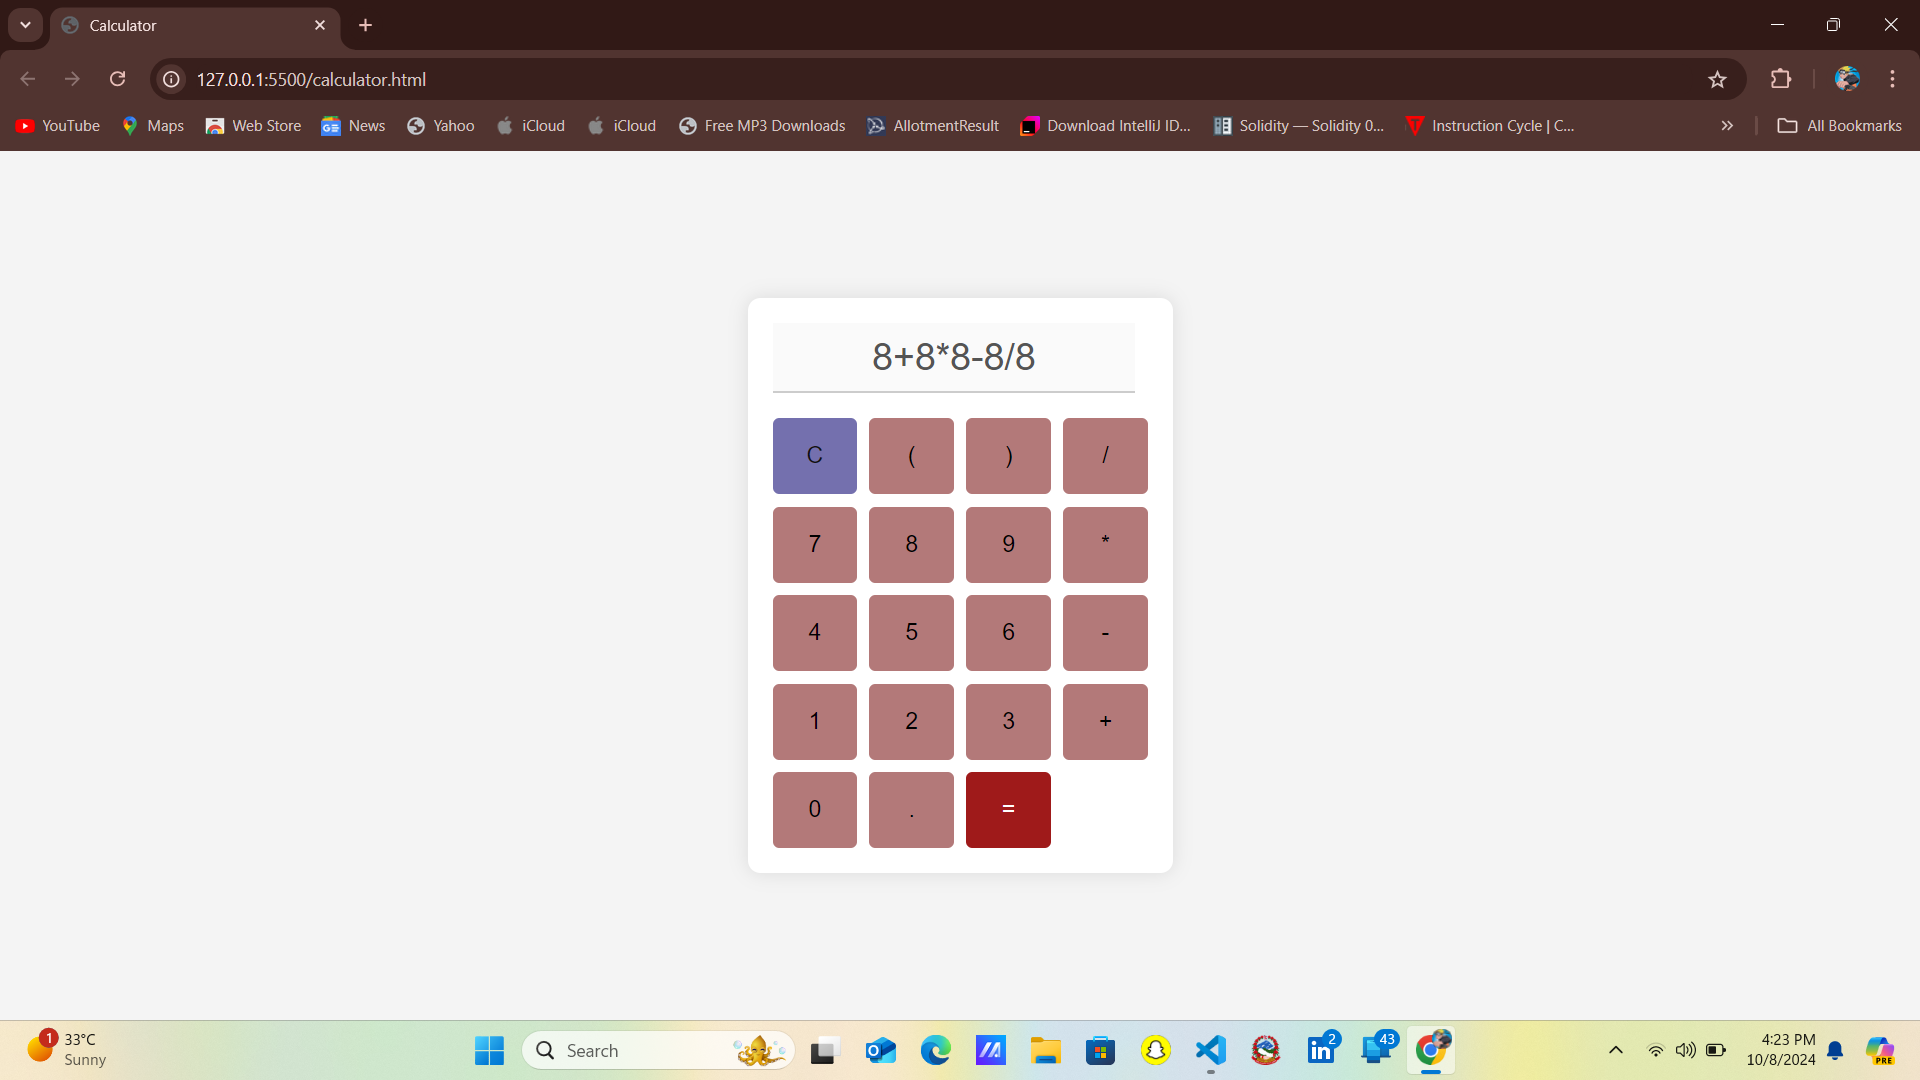 Calculator
127.0.0.1:5500/calculator.html
YouTube Maps Web Store News Yahoo iCloud iCloud Free MP3 Downloads AllotmentResult Download IntelliJ ID... Solidity — Solidity 0... Instruction Cycle | C... All Bookmarks
8+8*8-8/8
C ( ) /
7 8 9 *
4 5 6 -
1 2 3 +
0 . =
1 33°C
Sunny
Search
2
43
4:23 PM
10/8/2024
PRE